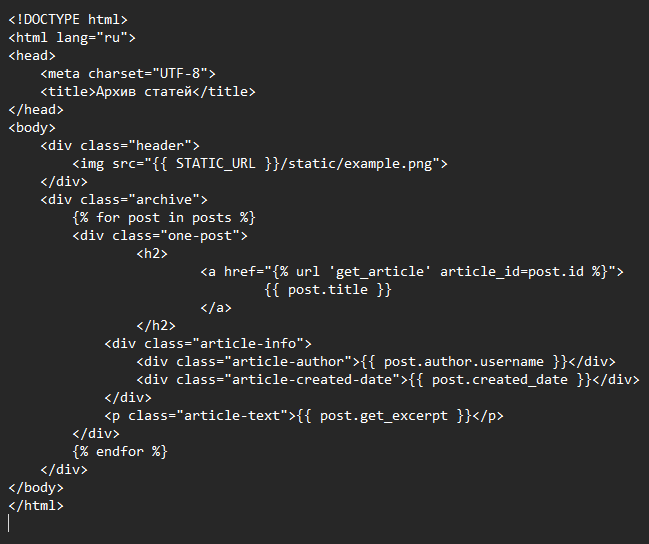 <!DOCTYPE html>
<html lang="ru">
<head>
    <meta charset="UTF-8">
    <title>Архив статей</title>
</head>
<body>
    <div class="header">
        <img src="{{ STATIC_URL }}/static/example.png">
    </div>
    <div class="archive">
        {% for post in posts %}
        <div class="one-post">
                <h2>
                        <a href="{% url 'get_article' article_id=post.id %}">
                                {{ post.title }}
                        </a>
                </h2>
            <div class="article-info">
                <div class="article-author">{{ post.author.username }}</div>
                <div class="article-created-date">{{ post.created_date }}</div>
            </div>
            <p class="article-text">{{ post.get_excerpt }}</p>
        </div>
        {% endfor %}
    </div>
</body>
</html>